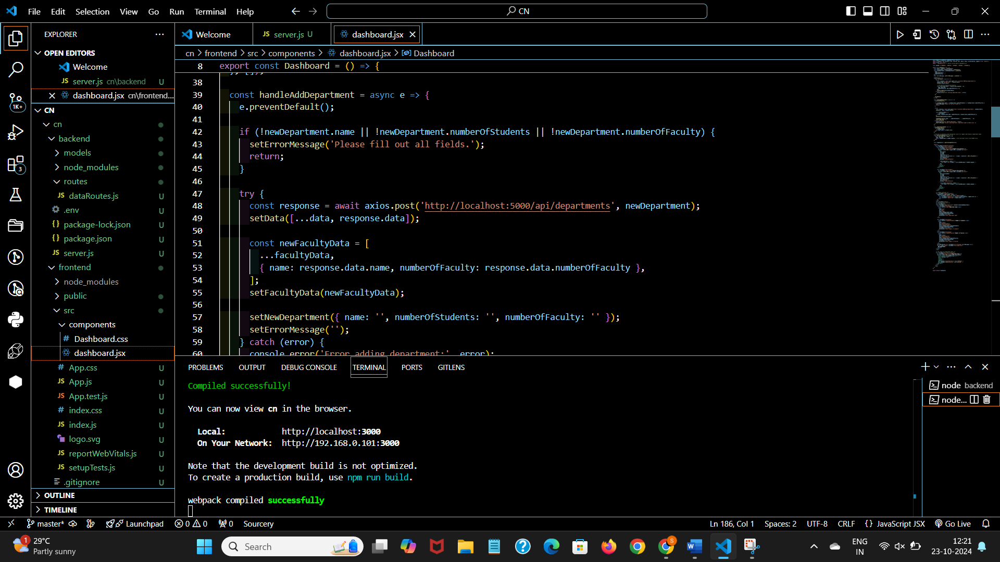 File Edit Selection View Go Run Terminal Help
CN
EXPLORER
OPEN EDITORS
Welcome
JS server.js cn\backend U
dashboard.jsx cn\frontend...
CN
cn
backend
models
node_modules
routes
JS dataRoutes.js U
.env U
{} package-lock.json U
{} package.json U
JS server.js U
frontend
node_modules
public
src
components
# Dashboard.css
dashboard.jsx
# App.css U
JS App.js U
JS App.test.js U
# index.css U
JS index.js U
logo.svg U
JS reportWebVitals.js U
JS setupTests.js U
.gitignore U
OUTLINE
TIMELINE
1K+
3
Welcome
JS server.js U
dashboard.jsx
cn > frontend > src > components > dashboard.jsx > Dashboard
8 export const Dashboard = () => {
}, []);
38
39 const handleAddDepartment = async e => {
40 e.preventDefault();
41
42 if (!newDepartment.name || !newDepartment.numberOfStudents || !newDepartment.numberOfFaculty) {
43 setErrorMessage('Please fill out all fields.');
44 return;
45 }
46
47 try {
48 const response = await axios.post('http://localhost:5000/api/departments', newDepartment);
49 setData([...data, response.data]);
50
51 const newFacultyData = [
52 ...facultyData,
53 { name: response.data.name, numberOfFaculty: response.data.numberOfFaculty },
54 ];
55 setFacultyData(newFacultyData);
56
57 setNewDepartment({ name: '', numberOfStudents: '', numberOfFaculty: '' });
58 setErrorMessage('');
59 } catch (error) {
60 console.error('Error adding department:', error);
PROBLEMS OUTPUT DEBUG CONSOLE TERMINAL PORTS GITLENS
node backend
node...
Compiled successfully!
You can now view cn in the browser.
Local: http://localhost:3000
On Your Network: http://192.168.0.101:3000
Note that the development build is not optimized.
To create a production build, use npm run build.
webpack compiled successfully
master* Launchpad 0 0 0 Sourcery
Ln 186, Col 1 Spaces: 2 UTF-8 CRLF {} JavaScript JSX Go Live
1
29°C
Partly sunny
Search
S
ENG
IN
12:21
23-10-2024